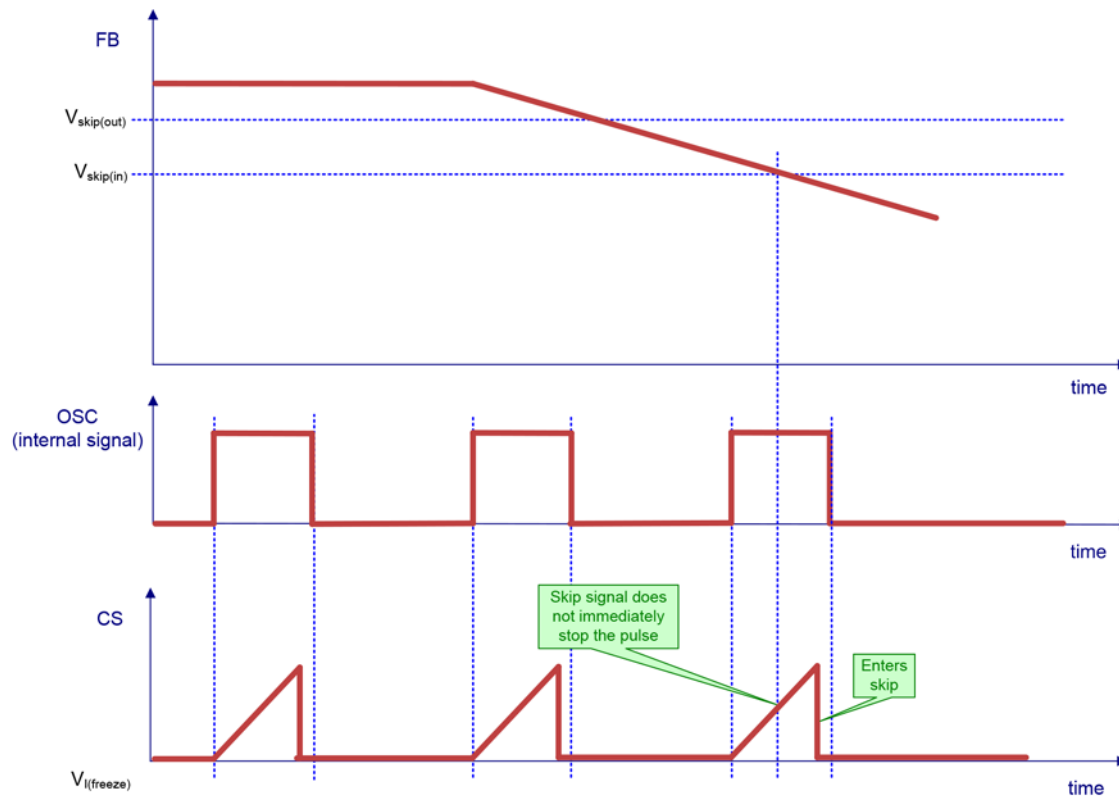 FB
Vskip(out)
Vskip(in)
time
OSC
(internal signal)
time
Skip signal does
not immediately
stop the pulse
CS
Enters
skip
VI(freeze)
time